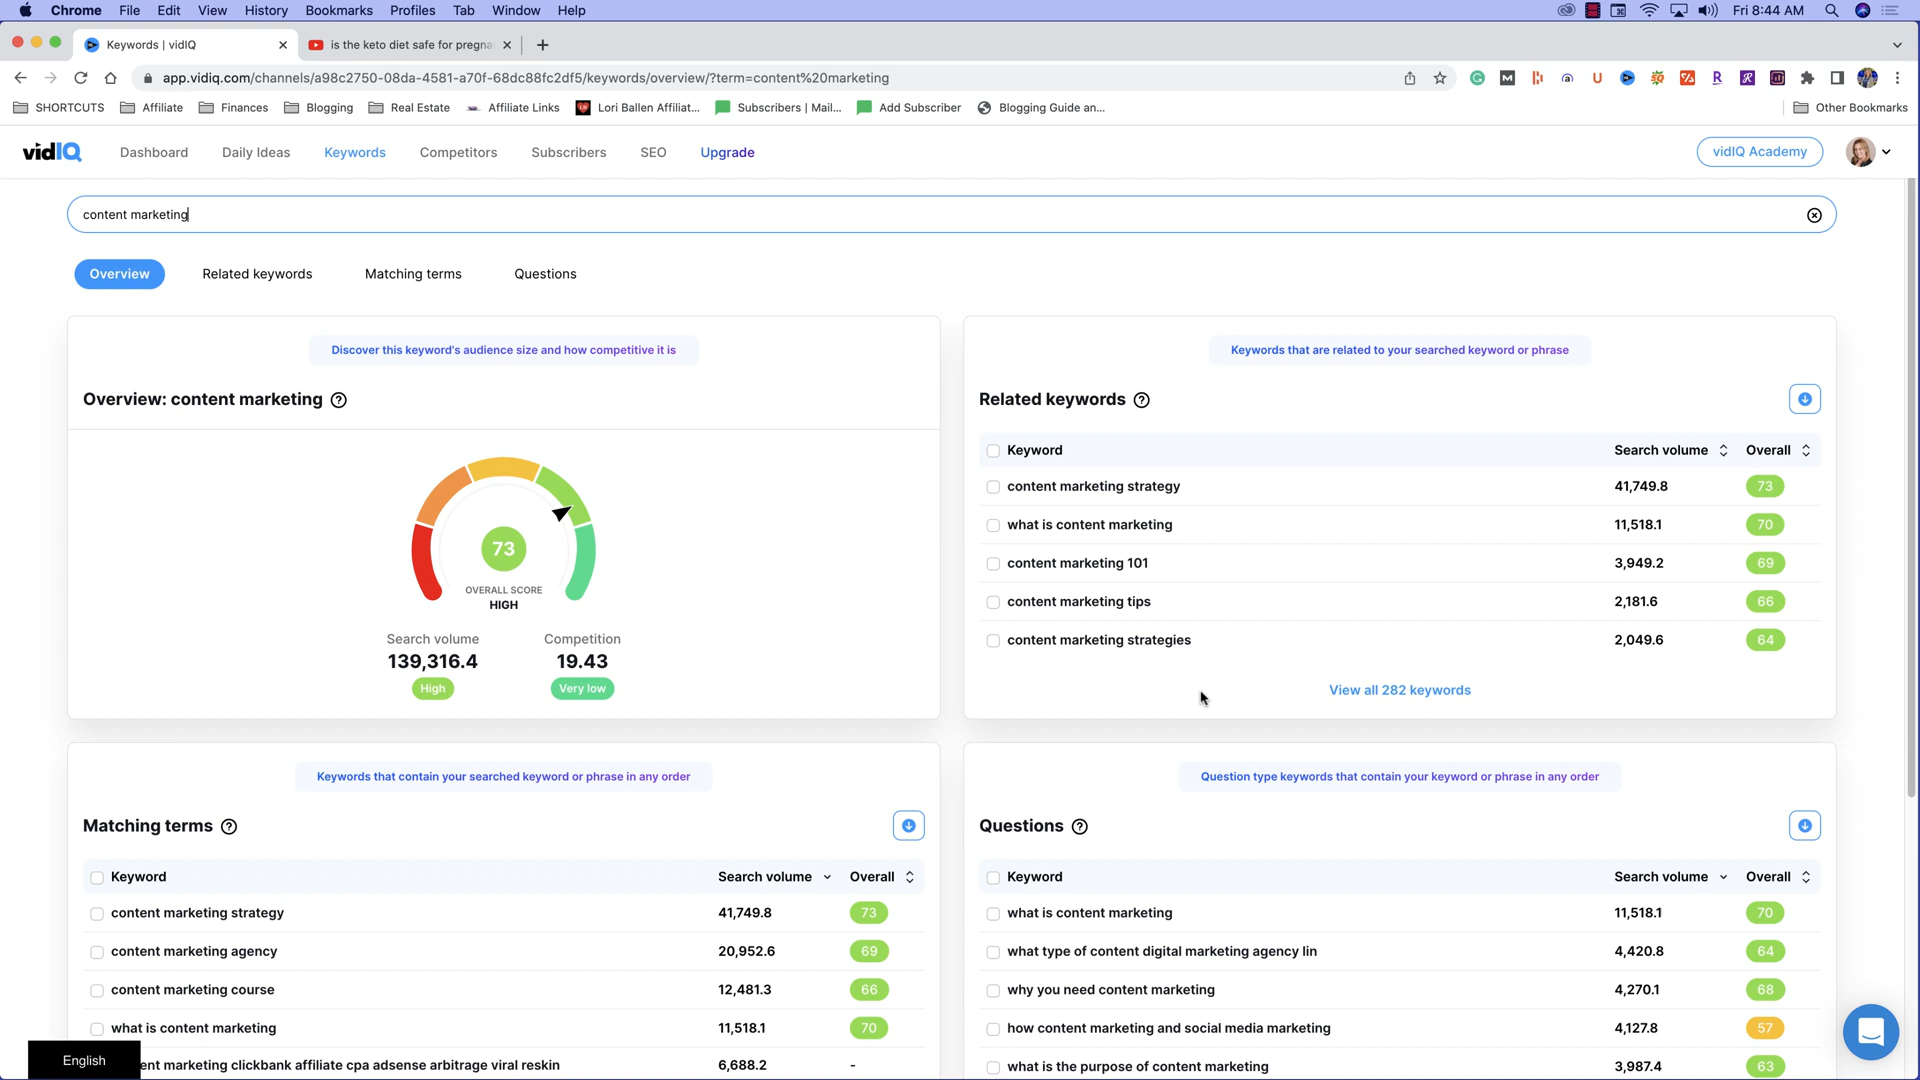 Chrome File Edit View History Bookmarks Profiles Tab Window Help Fri 8:44 AM
Keywords | vidIQ is the keto diet safe for pregna
app.vidiq.com/channels/a98c2750-08da-4581-a70f-68dc88fc2df5/keywords/overview/?term=content%20marketing
SHORTCUTS Affiliate Finances Blogging Real Estate Affiliate Links Lori Ballen Affiliat... Subscribers | Mail... Add Subscriber Blogging Guide an... Other Bookmarks
vidIQ Dashboard Daily Ideas Keywords Competitors Subscribers SEO Upgrade vidIQ Academy
content marketing
Overview Related keywords Matching terms Questions
Discover this keyword's audience size and how competitive it is
Overview: content marketing
73
OVERALL SCORE
HIGH
Search volume Competition
139,316.4 19.43
High Very low
Keywords that are related to your searched keyword or phrase
Related keywords
Keyword Search volume Overall
content marketing strategy 41,749.8 73
what is content marketing 11,518.1 70
content marketing 101 3,949.2 69
content marketing tips 2,181.6 66
content marketing strategies 2,049.6 64
View all 282 keywords
Keywords that contain your searched keyword or phrase in any order
Matching terms
Keyword Search volume Overall
content marketing strategy 41,749.8 73
content marketing agency 20,952.6 69
content marketing course 12,481.3 66
what is content marketing 11,518.1 70
ent marketing clickbank affiliate cpa adsense arbitrage viral reskin 6,688.2 -
English
Question type keywords that contain your keyword or phrase in any order
Questions
Keyword Search volume Overall
what is content marketing 11,518.1 70
what type of content digital marketing agency lin 4,420.8 64
why you need content marketing 4,270.1 68
how content marketing and social media marketing 4,127.8 57
what is the purpose of content marketing 3,987.4 63